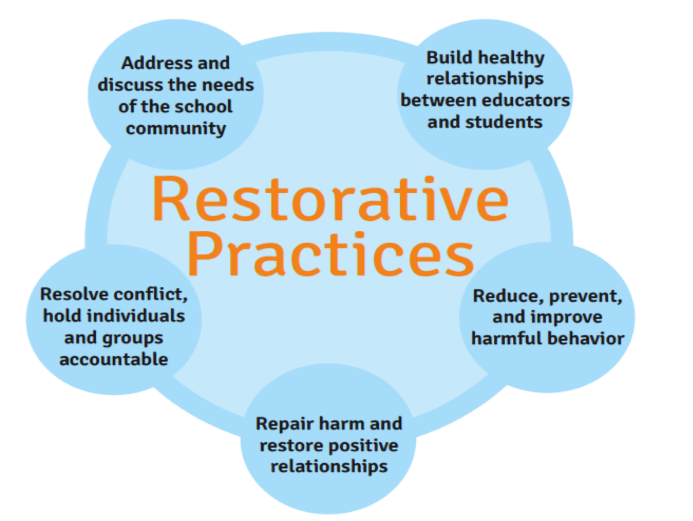 Address and
discuss the needs
of the school
community
Build healthy
relationships
between educators
and students
Restorative
Practices
Resolve conflict,
hold individuals
and groups
accountable
Reduce, prevent,
and improve
harmful behavior
Repair harm and
restore positive
relationships